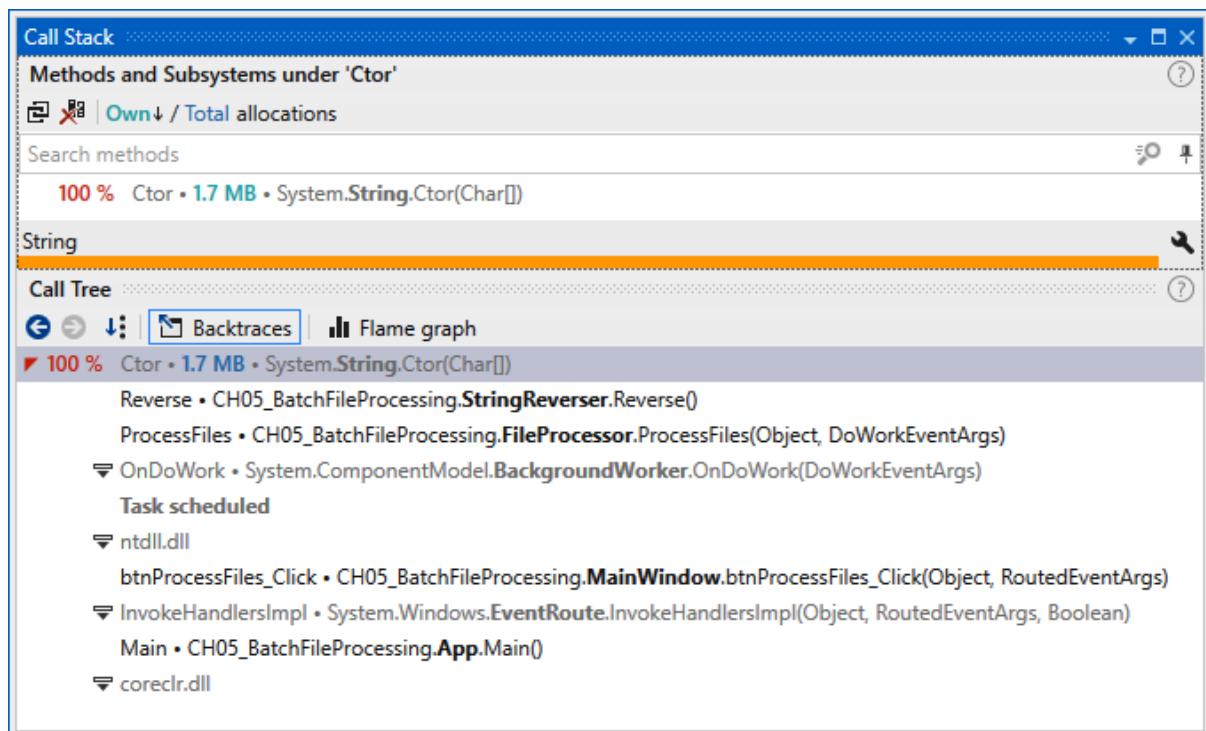 Call Stack
Methods and Subsystems under 'Ctor'
Own↓ / Total allocations
Search methods
100 % Ctor • 1.7 MB • System.String.Ctor(Char[])
String
Call Tree
Backtraces Flame graph
100 % Ctor • 1.7 MB • System.String.Ctor(Char[])
Reverse • CH05_BatchFileProcessing.StringReverser.Reverse()
ProcessFiles • CH05_BatchFileProcessing.FileProcessor.ProcessFiles(Object, DoWorkEventArgs)
OnDoWork • System.ComponentModel.BackgroundWorker.OnDoWork(DoWorkEventArgs)
Task scheduled
ntdll.dll
btnProcessFiles_Click • CH05_BatchFileProcessing.MainWindow.btnProcessFiles_Click(Object, RoutedEventArgs)
InvokeHandlersImpl • System.Windows.EventRoute.InvokeHandlersImpl(Object, RoutedEventArgs, Boolean)
Main • CH05_BatchFileProcessing.App.Main()
coreclr.dll